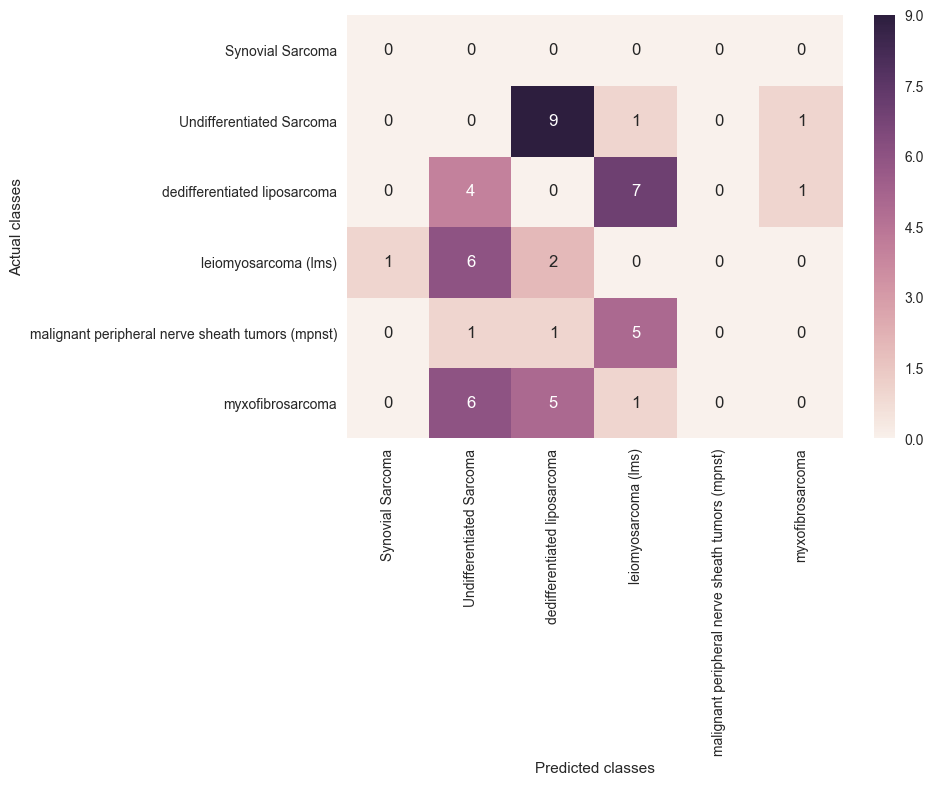 Actual classes
Synovial Sarcoma 0 0 0 0 0 0
Undifferentiated Sarcoma 0 0 9 1 0 1
dedifferentiated liposarcoma 0 4 0 7 0 1
leiomyosarcoma (lms) 1 6 2 0 0 0
malignant peripheral nerve sheath tumors (mpnst) 0 1 1 5 0 0
myxofibrosarcoma 0 6 5 1 0 0
Synovial Sarcoma
Undifferentiated Sarcoma
dedifferentiated liposarcoma
leiomyosarcoma (lms)
malignant peripheral nerve sheath tumors (mpnst)
myxofibrosarcoma
Predicted classes
9.0
7.5
6.0
4.5
3.0
1.5
0.0